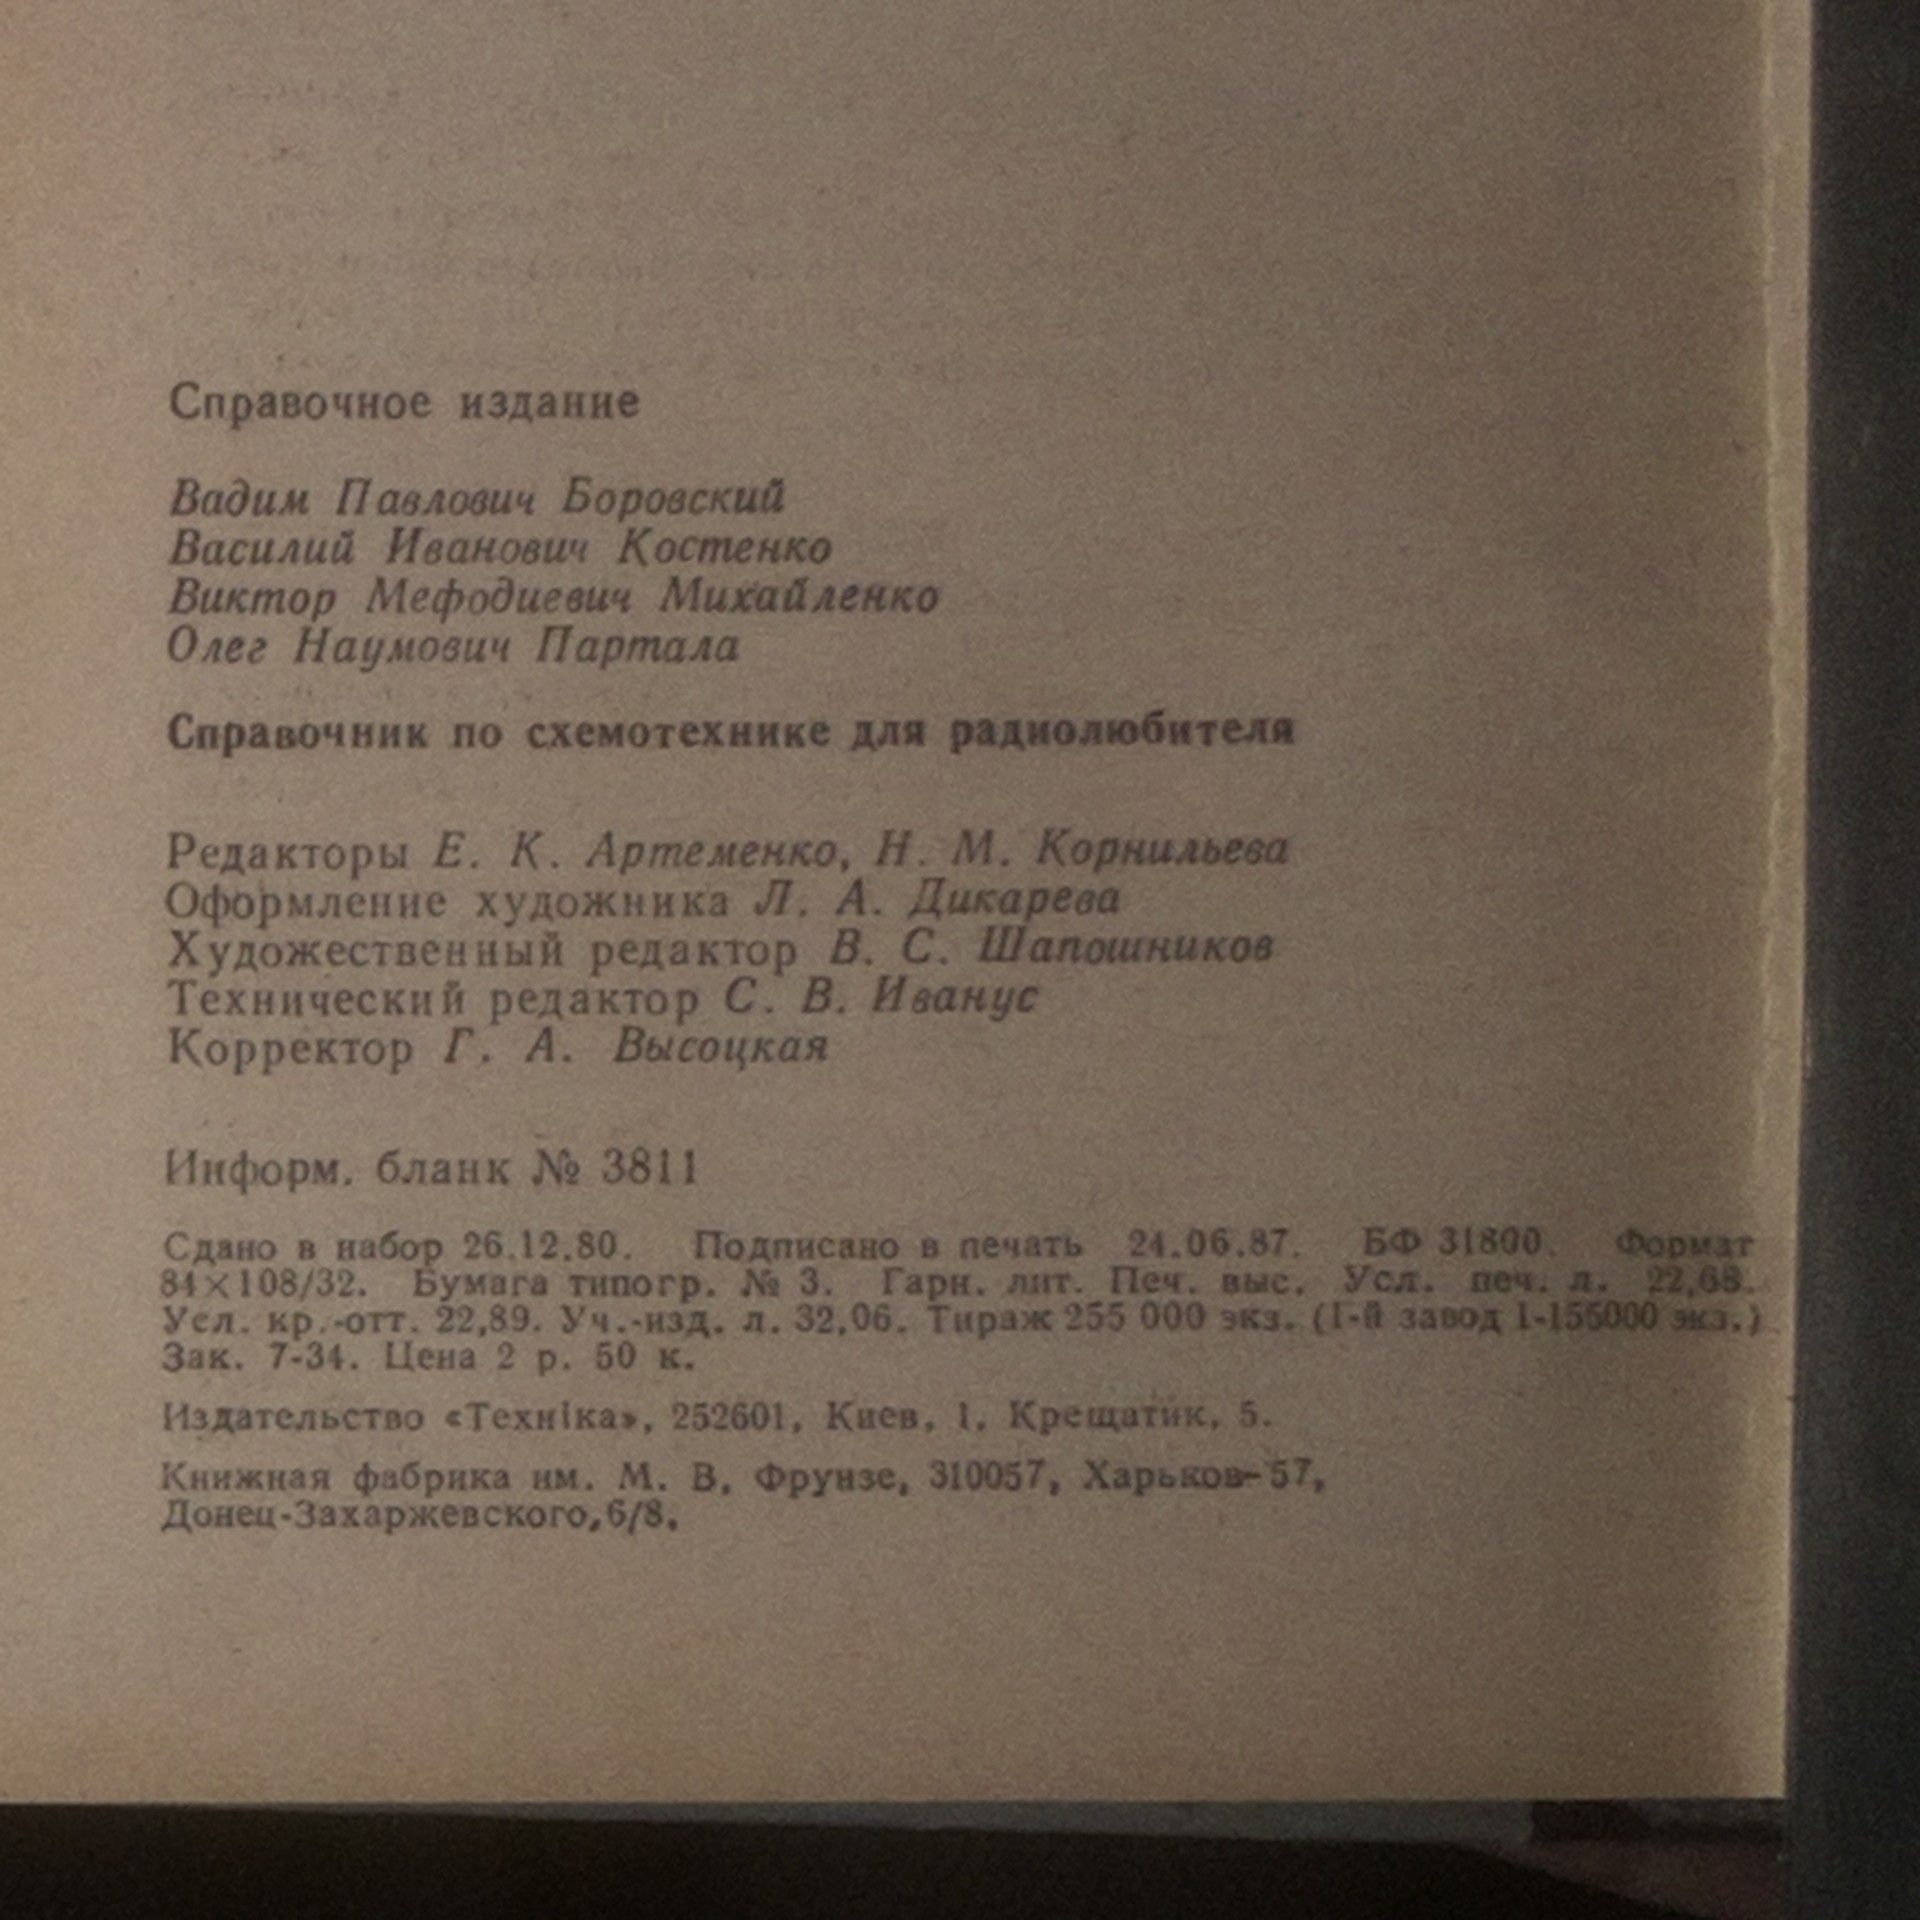 Справочное издание
Вадим Павлович Боровский
Василий Иванович Костенко
Виктор Мефодиевич Михайленко
Олег Наумович Партала
Справочник по схемотехнике для радиолюбителя
Редакторы Е. К. Артеменко, Н. М. Корнильева
Оформление художника Л. А. Дикарева
Художественный редактор В. С. Шапошников
Технический редактор С. В. Иванус
Корректор Г. А. Высоцкая
Информ. бланк № 3811
Сдано в набор 26.12.80. Подписано в печать 24.06.87. БФ 31800. Формат
84×108/32. Бумага типогр. № 3. Гарн. лит. Печ. выс. Усл. печ. л. 22,68.
Усл. кр.-отт. 22,89. Уч.-изд. л. 32,06. Тираж 255 000 экз. (I-й завод 1-155000 экз.)
Зак. 7-34. Цена 2 р. 50 к.
Издательство «Технiка», 252601, Киев, 1, Крещатик, 5.
Книжная фабрика им. М. В. Фрунзе, 310057, Харьков-57,
Донец-Захаржевского,6/8.